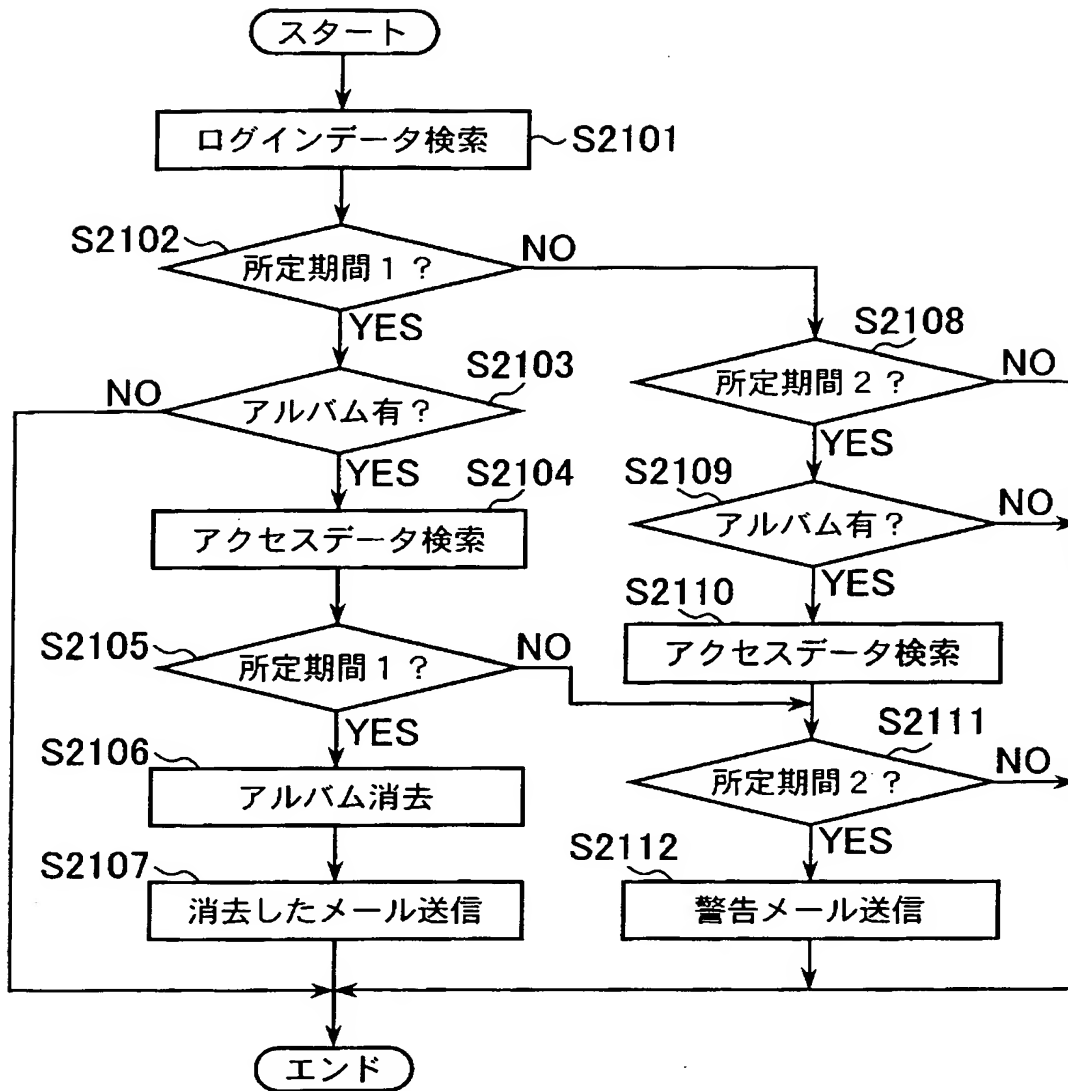 スタート
ログインデータ検索
S2101
S2102
所定期間1?
NO
YES
S2103
NO
アルバム有?
YES
S2104
アクセスデータ検索
S2105
所定期間1?
NO
YES
S2106
アルバム消去
S2107
消去したメール送信
S2108
所定期間2?
NO
YES
S2109
アルバム有?
NO
YES
S2110
アクセスデータ検索
S2111
所定期間2?
NO
YES
S2112
警告メール送信
エンド